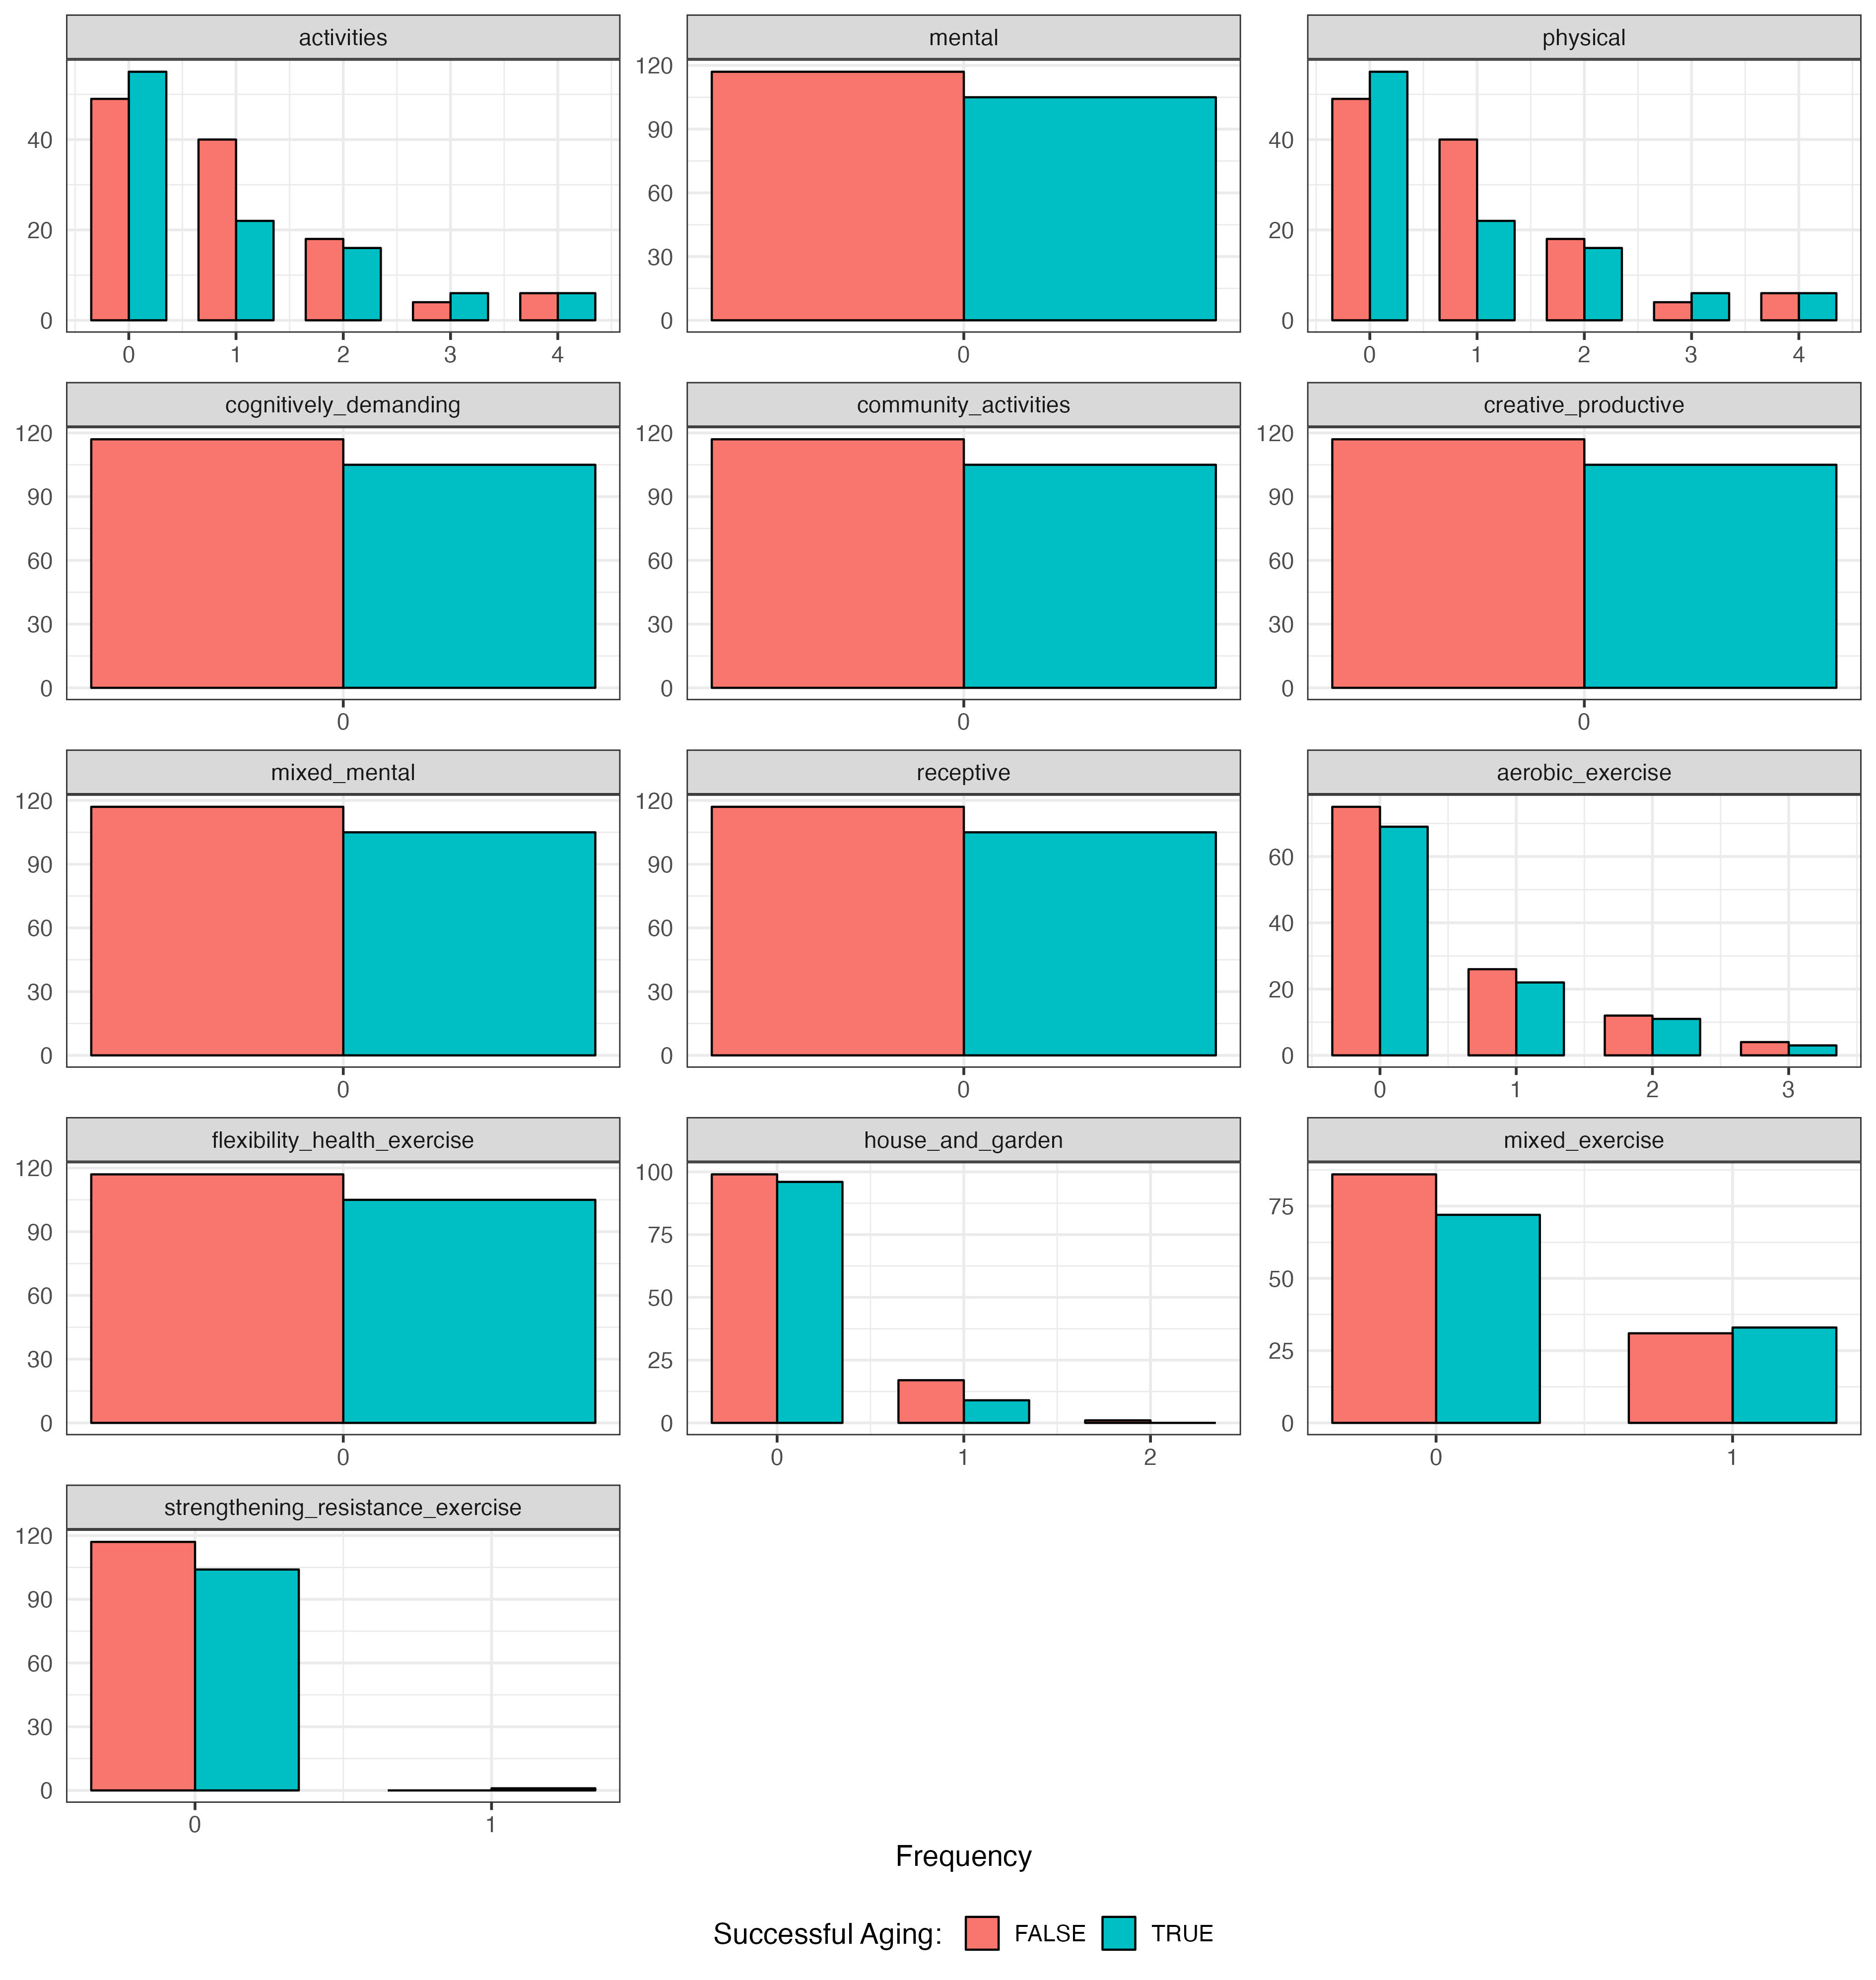 activities
mental
physical
0 20 40
0 30 60 90 120
0 20 40
0 1 2 3 4
0
0 1 2 3 4
cognitively_demanding
community_activities
creative_productive
0 30 60 90 120
0 30 60 90 120
0 30 60 90 120
0
0
0
mixed_mental
receptive
aerobic_exercise
0 30 60 90 120
0 30 60 90 120
0 20 40 60
0
0
0 1 2 3
flexibility_health_exercise
house_and_garden
mixed_exercise
0 30 60 90 120
0 25 50 75 100
0 25 50 75
0
0 1 2
0 1
strengthening_resistance_exercise
0 30 60 90 120
0 1
Frequency
Successful Aging: FALSE TRUE